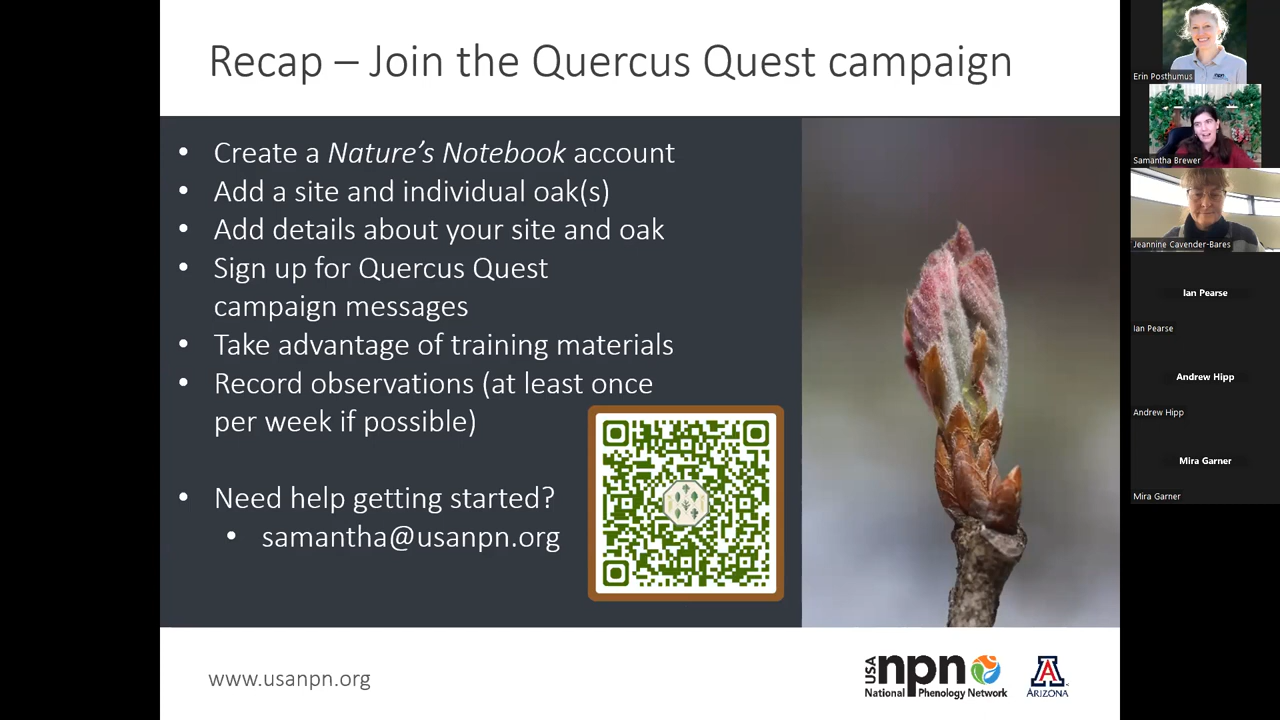 Recap – Join the Quercus Quest campaign
• Create a Nature's Notebook account
• Add a site and individual oak(s)
• Add details about your site and oak
• Sign up for Quercus Quest
campaign messages
• Take advantage of training materials
• Record observations (at least once
per week if possible)
• Need help getting started?
• samantha@usanpn.org
www.usanpn.org
USA npn
National Phenology Network
A
ARIZONA
npn
Erin Posthumus
Samantha Brewer
Jeannine Cavender-Bares
Ian Pearse
Ian Pearse
Andrew Hipp
Andrew Hipp
Mira Garner
Mira Garner